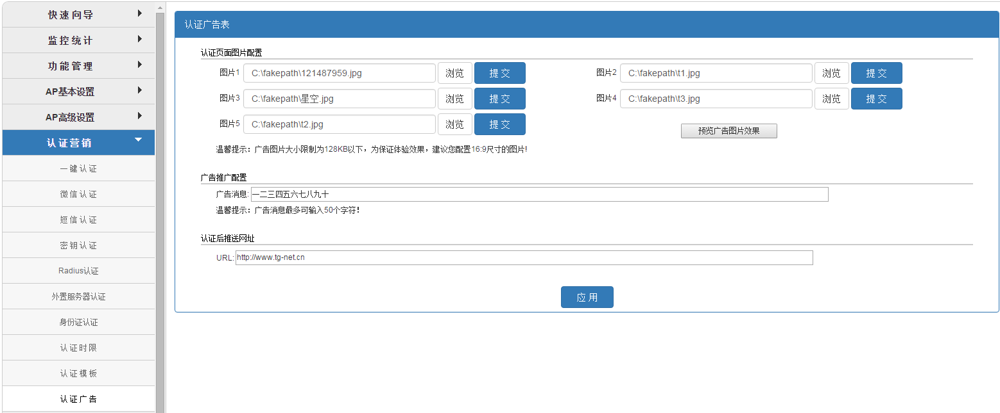 快速向导
监控统计
功能管理
AP基本设置
AP高级设置
认证营销
一键认证
微信认证
短信认证
密钥认证
Radius认证
外置服务器认证
身份证认证
认证时限
认证模板
认证广告
认证广告表
认证页面图片配置
图片1 C:\fakepath\121487959.jpg 浏览 提交 图片2 C:\fakepath\t1.jpg 浏览 提交
图片3 C:\fakepath\星空.jpg 浏览 提交 图片4 C:\fakepath\t3.jpg 浏览 提交
图片5 C:\fakepath\t2.jpg 浏览 提交 预览广告图片效果
温馨提示：广告图片大小限制为128KB以下，为保证体验效果，建议您配置16:9尺寸的图片!
广告推广配置
广告消息: 一二三四五六七八九十
温馨提示：广告消息最多可输入50个字符!
认证后推送网址
URL: http://www.tg-net.cn
应用